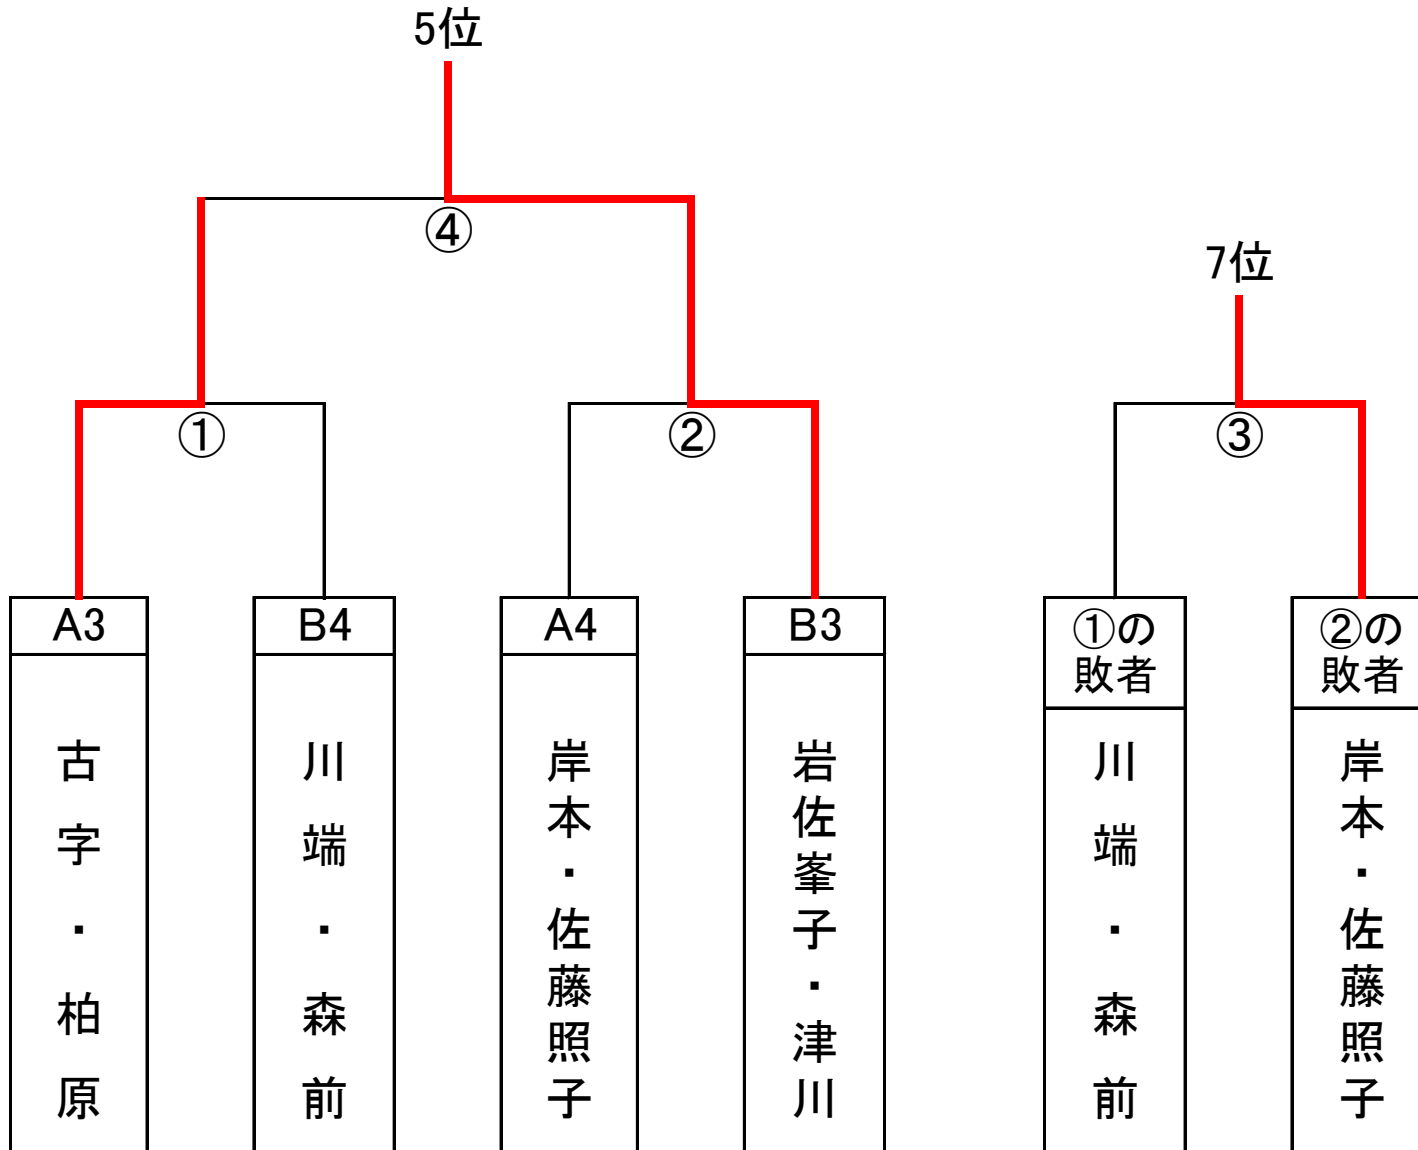 5位
④
7位
①
②
③
A3
B4
A4
B3
①の
敗者
②の
敗者
古字・柏原
川端・森前
岸本・佐藤照子
岩佐峯子・津川
川端・森前
岸本・佐藤照子